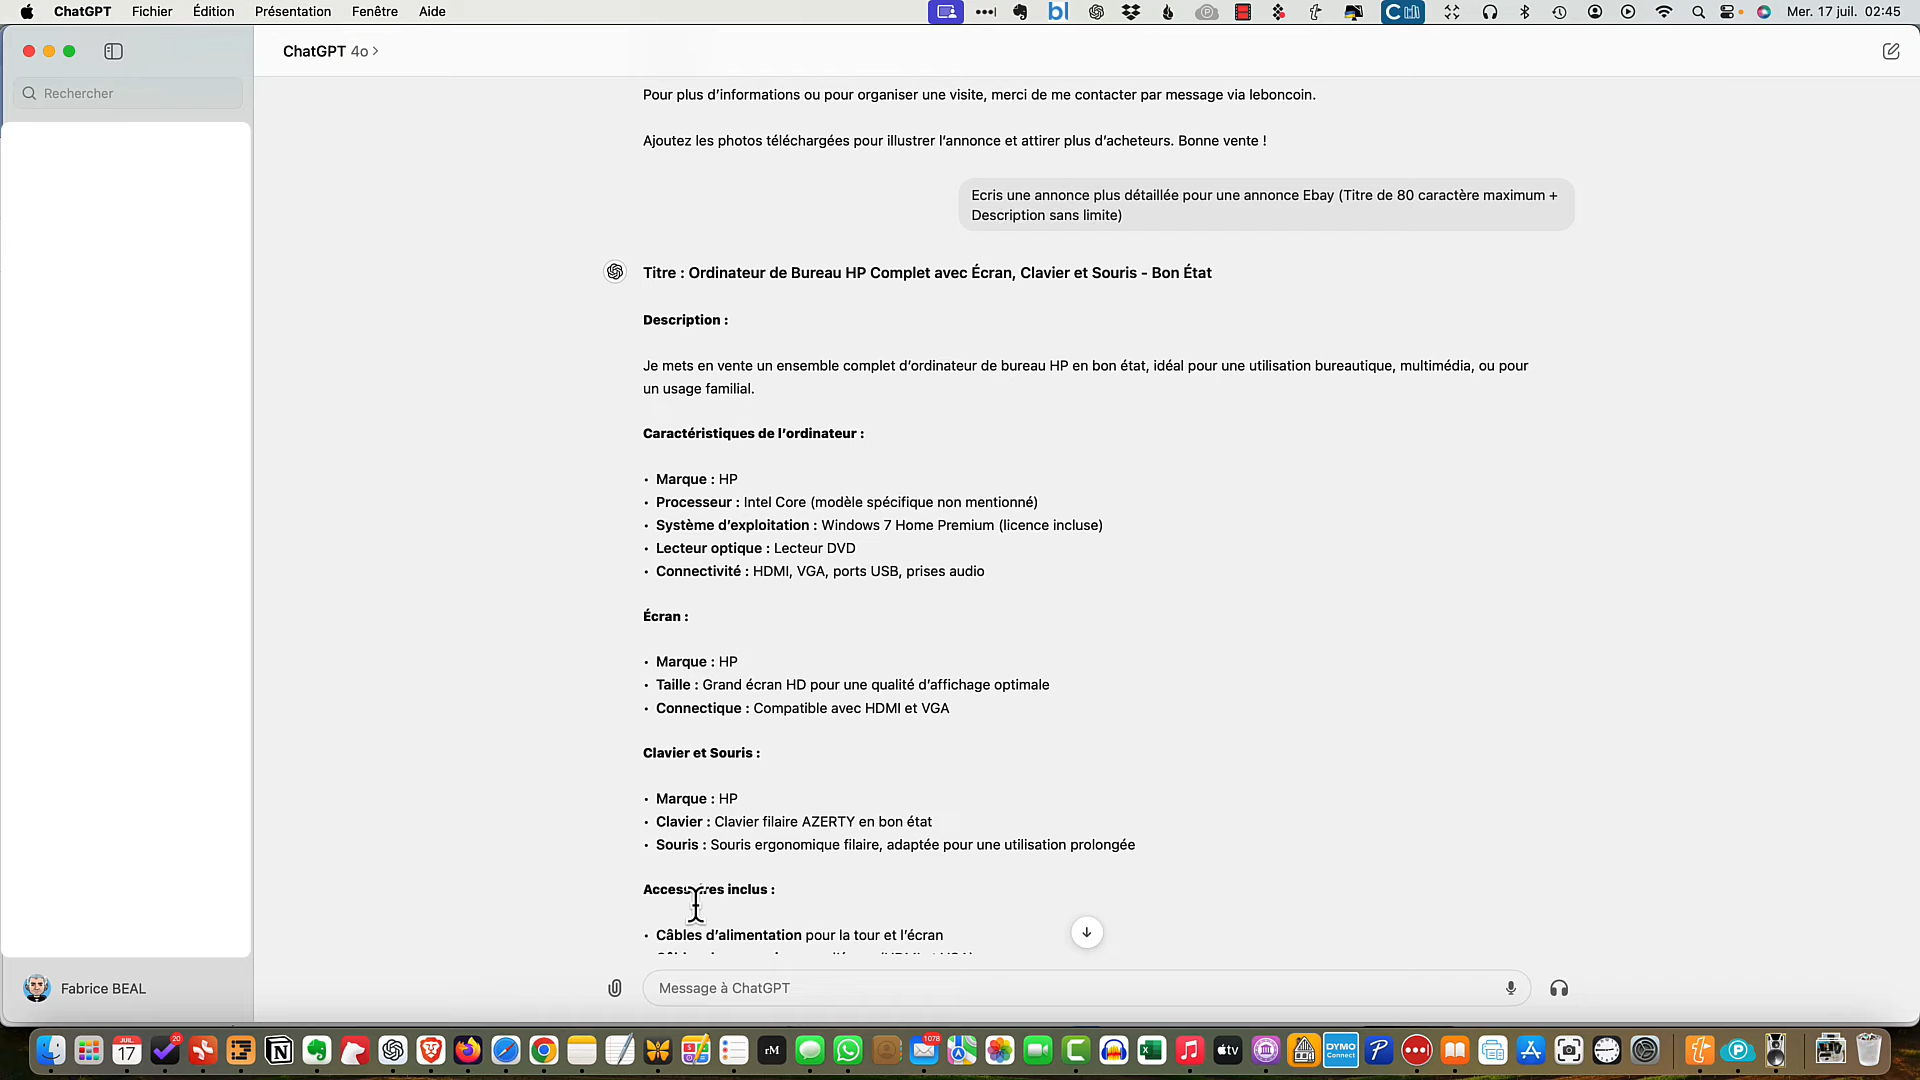 ChatGPT Fichier Édition Présentation Fenêtre Aide
Mer. 17 juil. 02:45
Rechercher
ChatGPT 4o >
Pour plus d’informations ou pour organiser une visite, merci de me contacter par message via leboncoin.
Ajoutez les photos téléchargées pour illustrer l’annonce et attirer plus d’acheteurs. Bonne vente !
Ecris une annonce plus détaillée pour une annonce Ebay (Titre de 80 caractère maximum +
Description sans limite)
Titre : Ordinateur de Bureau HP Complet avec Écran, Clavier et Souris - Bon État
Description :
Je mets en vente un ensemble complet d’ordinateur de bureau HP en bon état, idéal pour une utilisation bureautique, multimédia, ou pour
un usage familial.
Caractéristiques de l’ordinateur :
• Marque : HP
• Processeur : Intel Core (modèle spécifique non mentionné)
• Système d’exploitation : Windows 7 Home Premium (licence incluse)
• Lecteur optique : Lecteur DVD
• Connectivité : HDMI, VGA, ports USB, prises audio
Écran :
• Marque : HP
• Taille : Grand écran HD pour une qualité d’affichage optimale
• Connectique : Compatible avec HDMI et VGA
Clavier et Souris :
• Marque : HP
• Clavier : Clavier filaire AZERTY en bon état
• Souris : Souris ergonomique filaire, adaptée pour une utilisation prolongée
Accessoires inclus :
• Câbles d’alimentation pour la tour et l’écran
Fabrice BEAL
Message à ChatGPT
JUIL. 17
20
rM
1078
tv
DYMO
Connect